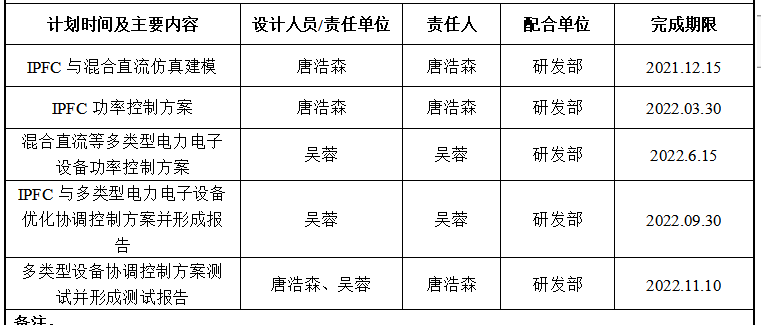 计划时间及主要内容 设计人员/责任单位 责任人 配合单位 完成期限
IPFC 与混合直流仿真建模 唐浩森 唐浩森 研发部 2021.12.15
IPFC 功率控制方案 唐浩森 唐浩森 研发部 2022.03.30
混合直流等多类型电力电子
设备功率控制方案 吴蓉 吴蓉 研发部 2022.6.15
IPFC 与多类型电力电子设备
优化协调控制方案并形成报
告 吴蓉 吴蓉 研发部 2022.09.30
多类型设备协调控制方案测
试并形成测试报告 唐浩森、吴蓉 唐浩森 研发部 2022.11.10
备注：